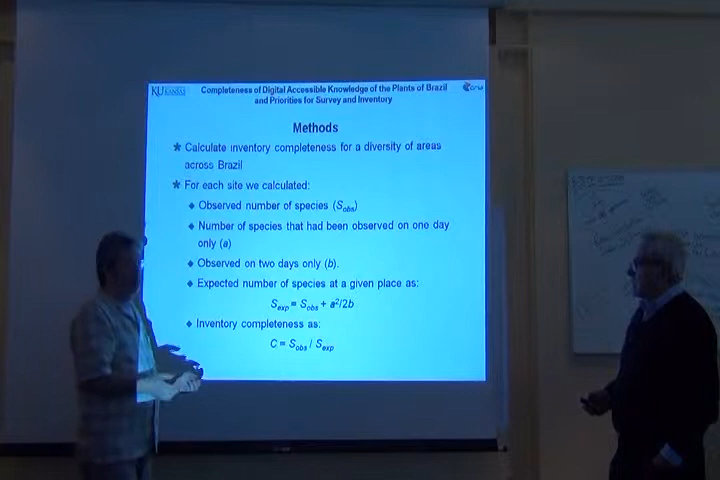 KU KANSAS
Completeness of Digital Accessible Knowledge of the Plants of Brazil
and Priorities for Survey and Inventory
Methods
✶ Calculate inventory completeness for a diversity of areas
across Brazil
✶ For each site we calculated:
◆ Observed number of species (Sobs)
◆ Number of species that had been observed on one day
only (a)
◆ Observed on two days only (b).
◆ Expected number of species at a given place as:
Sexp = Sobs + a²/2b
◆ Inventory completeness as:
C = Sobs / Sexp